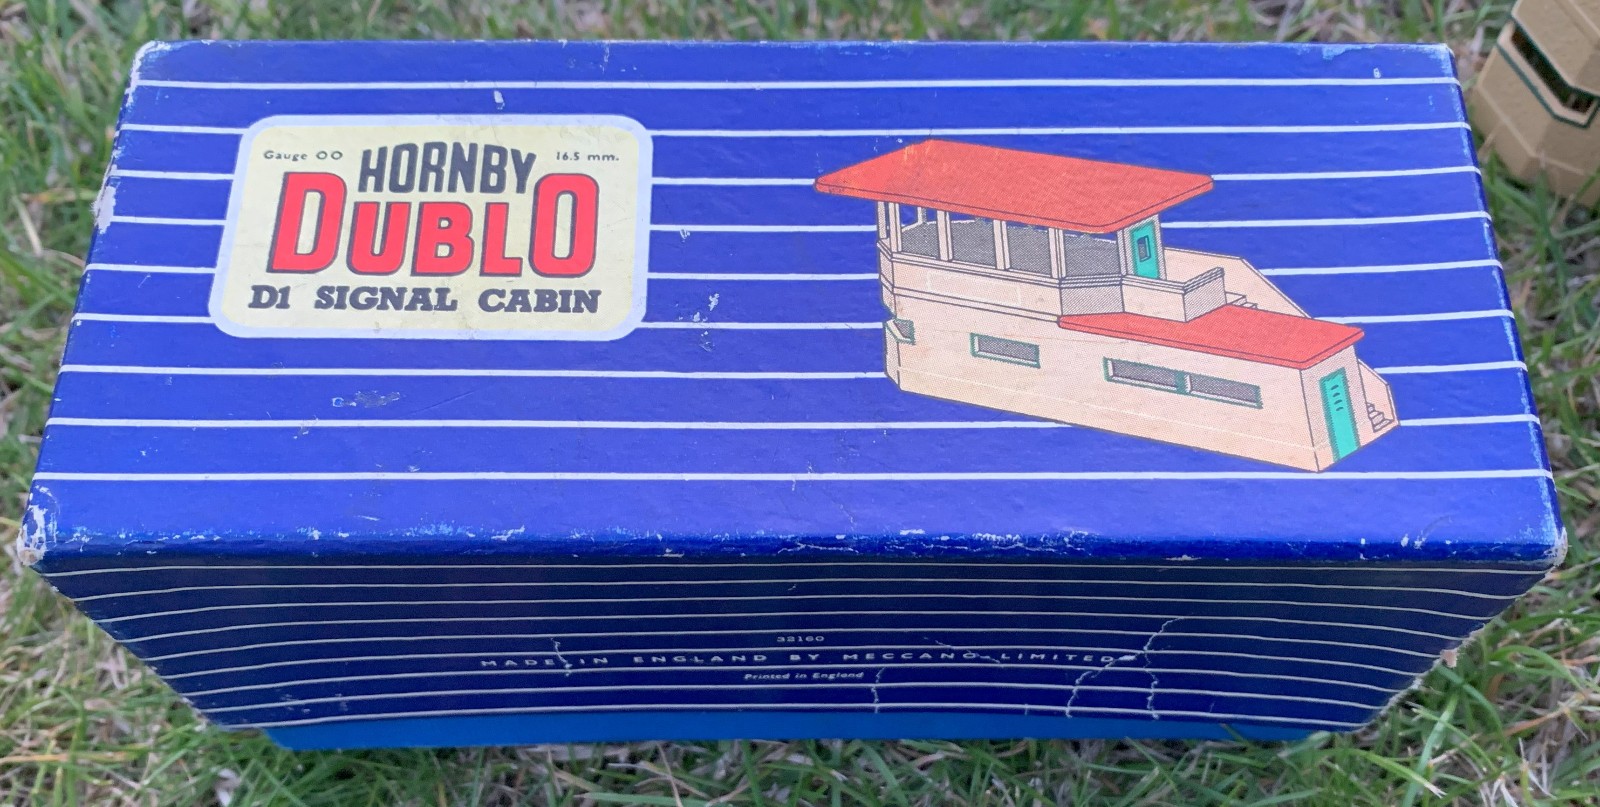 Gauge OO HORNBY 16.5 mm.
DUBLO
D1 SIGNAL CABIN
32160
MADE IN ENGLAND BY MECCANO LIMITED
Printed in England